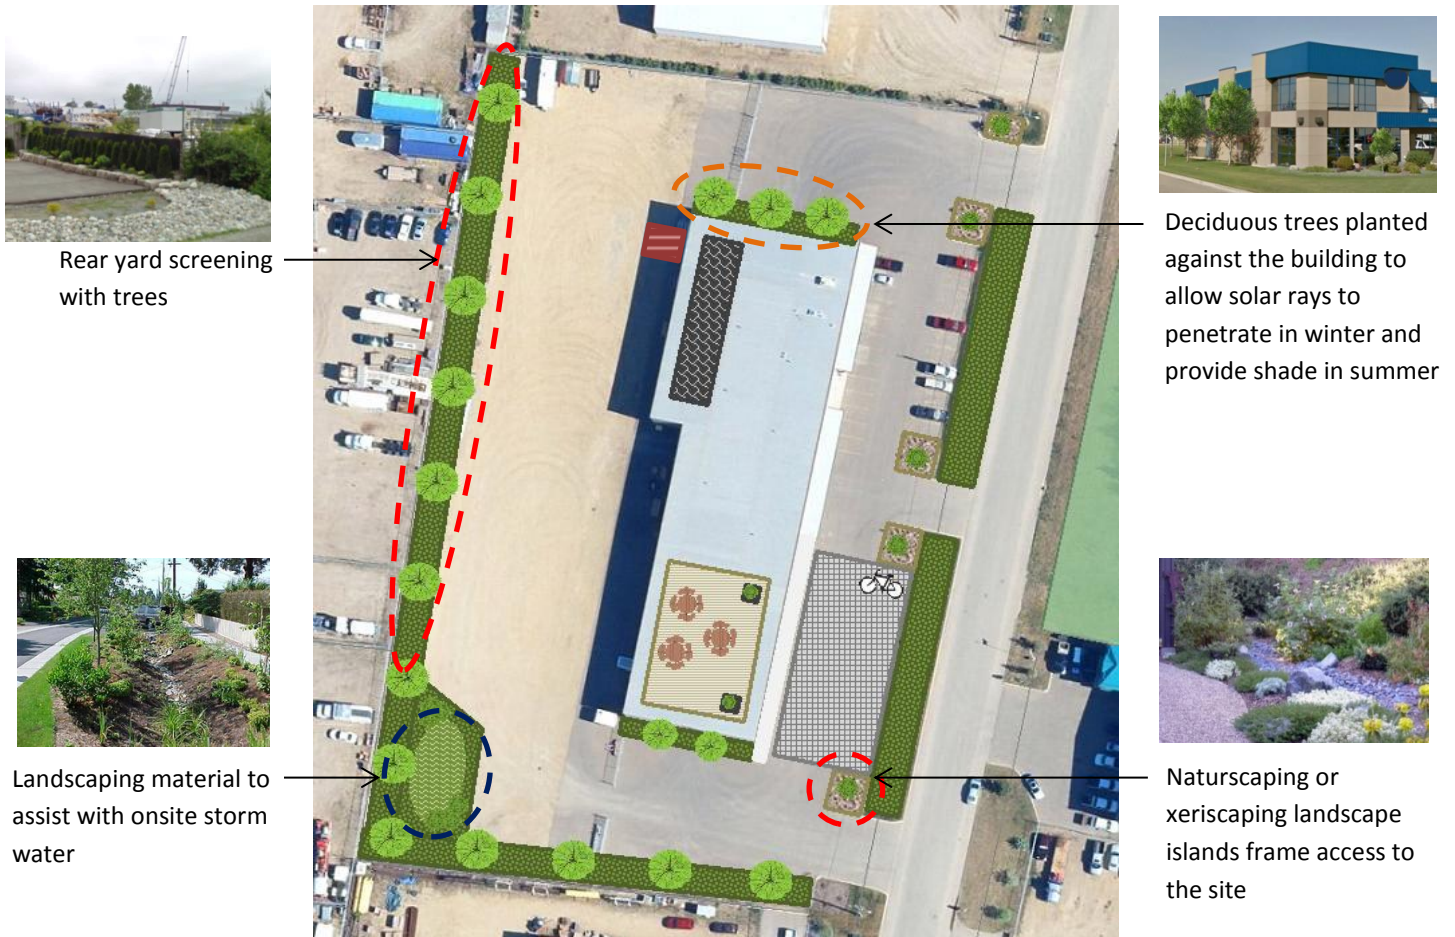 Rear yard screening
with trees
Deciduous trees planted
against the building to
allow solar rays to
penetrate in winter and
provide shade in summer
Landscaping material to
assist with onsite storm
water
Naturscaping or
xeriscaping landscape
islands frame access to
the site